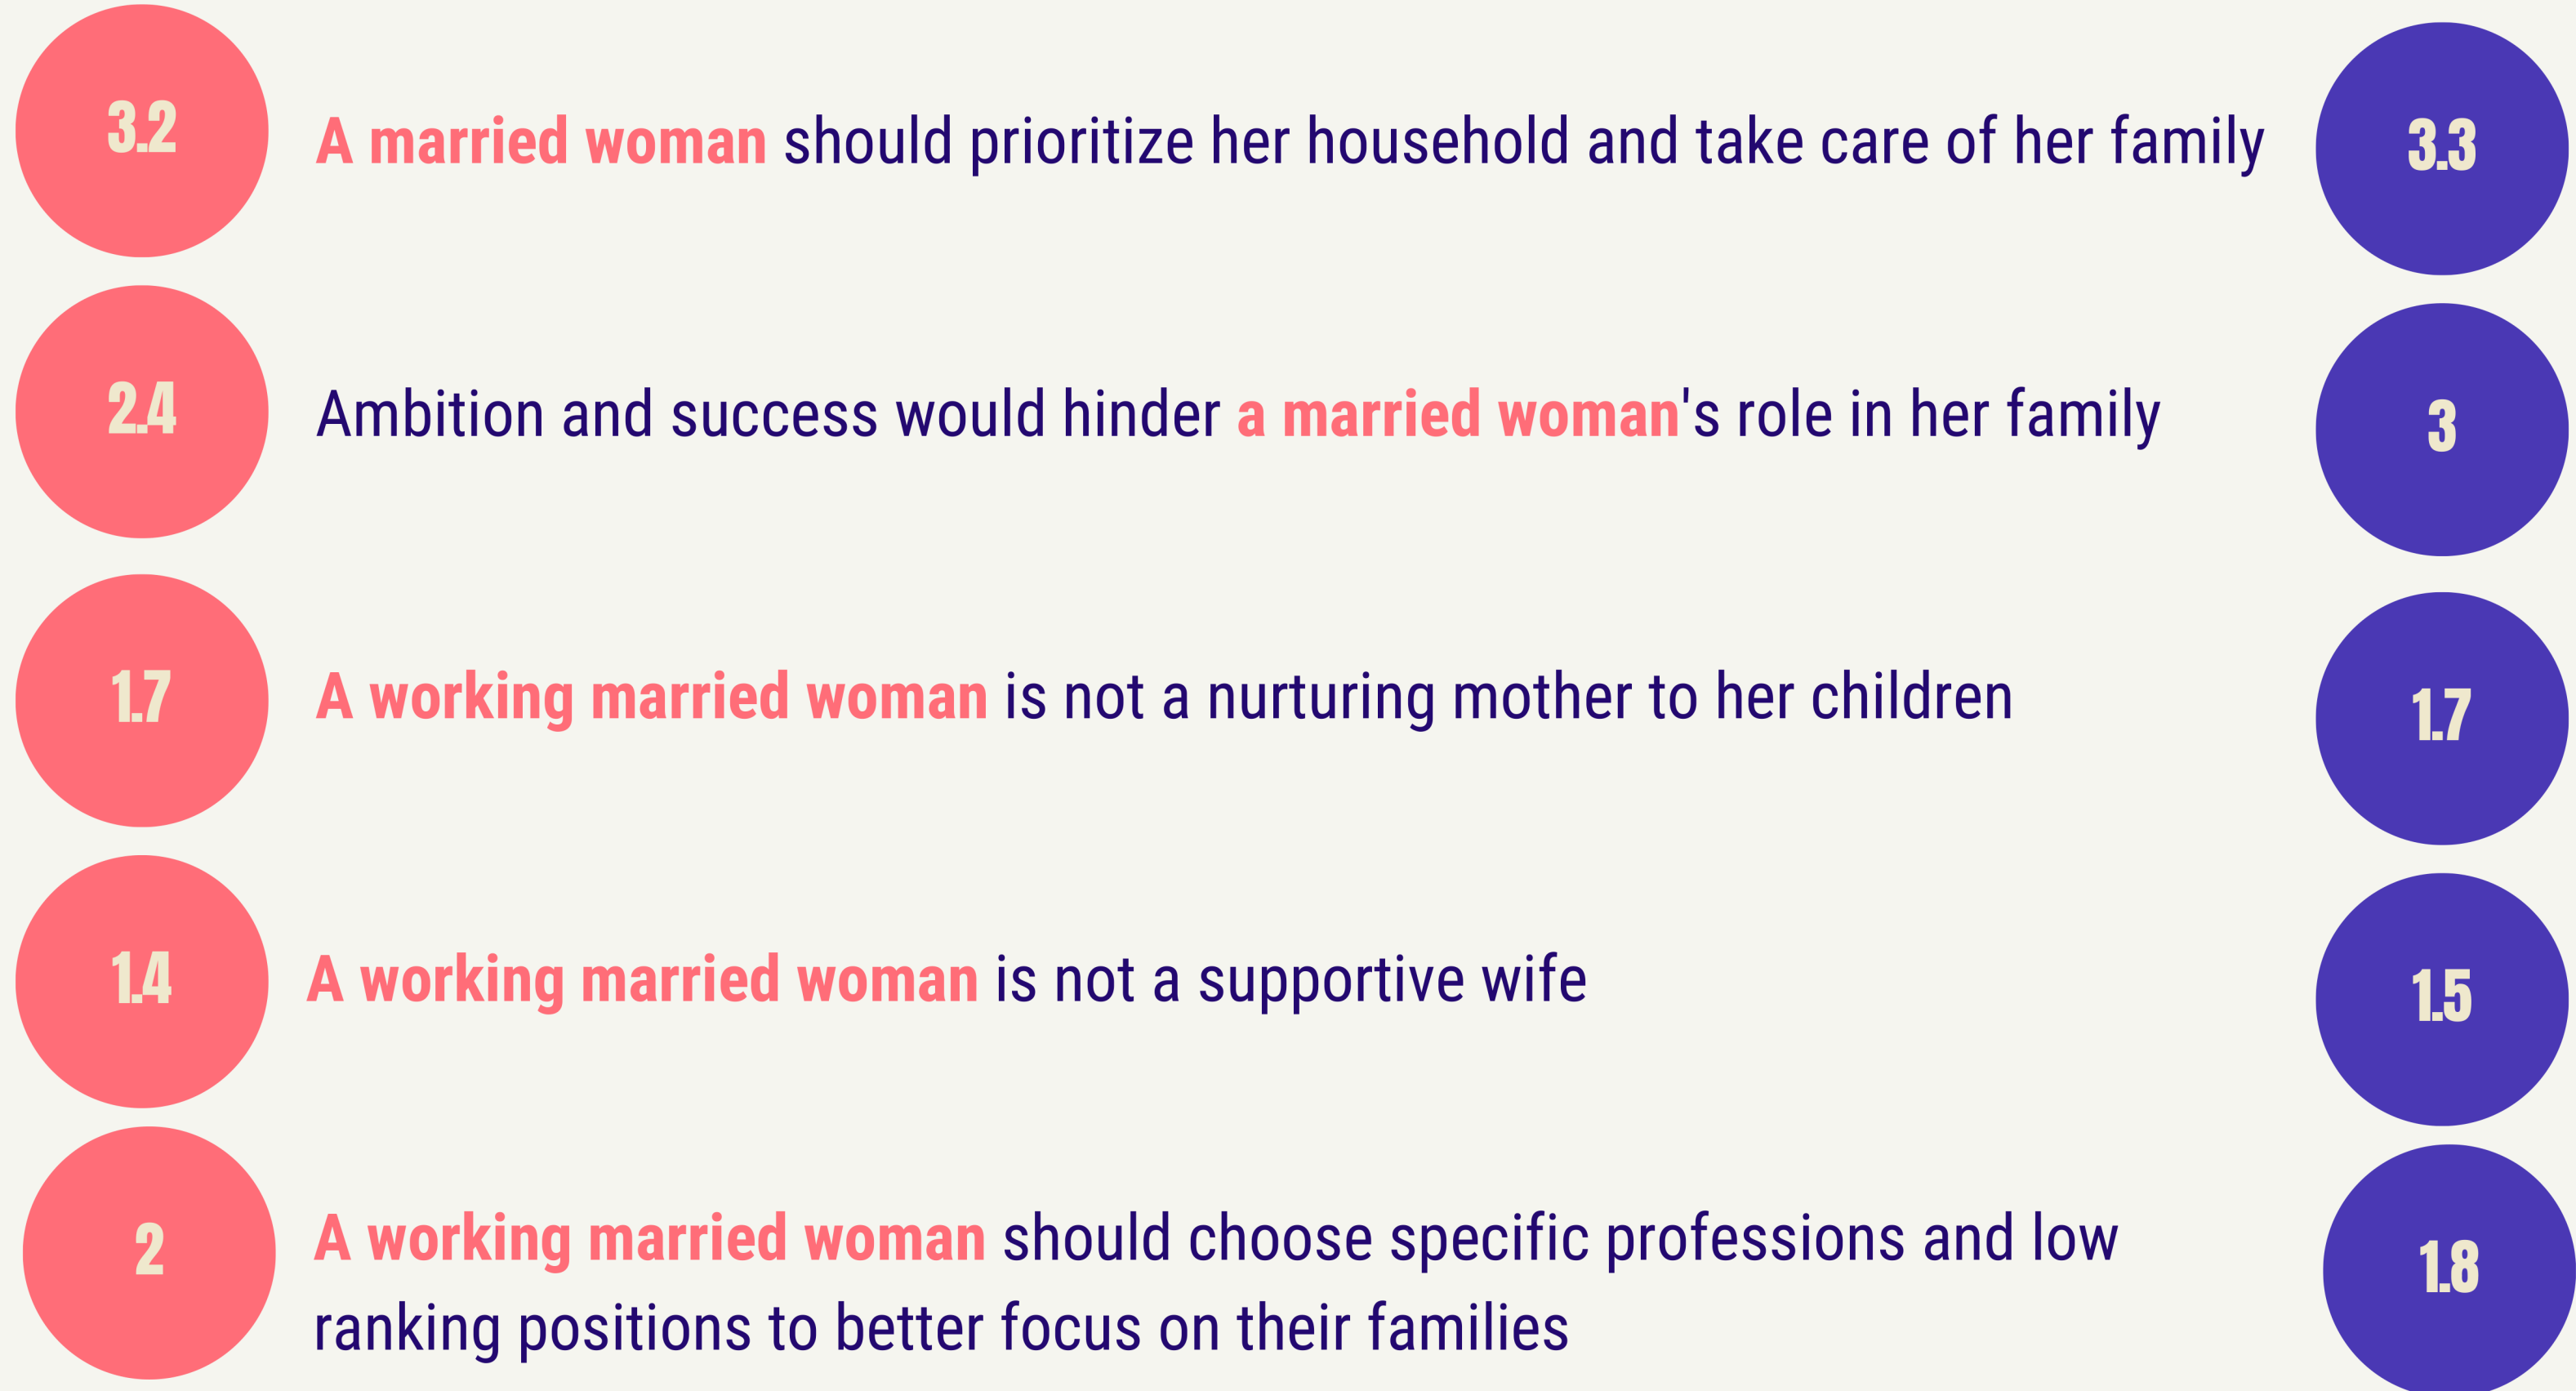 3.2
A married woman should prioritize her household and take care of her family
3.3
2.4
Ambition and success would hinder a married woman's role in her family
3
1.7
A working married woman is not a nurturing mother to her children
1.7
1.4
A working married woman is not a supportive wife
1.5
2
A working married woman should choose specific professions and low
ranking positions to better focus on their families
1.8